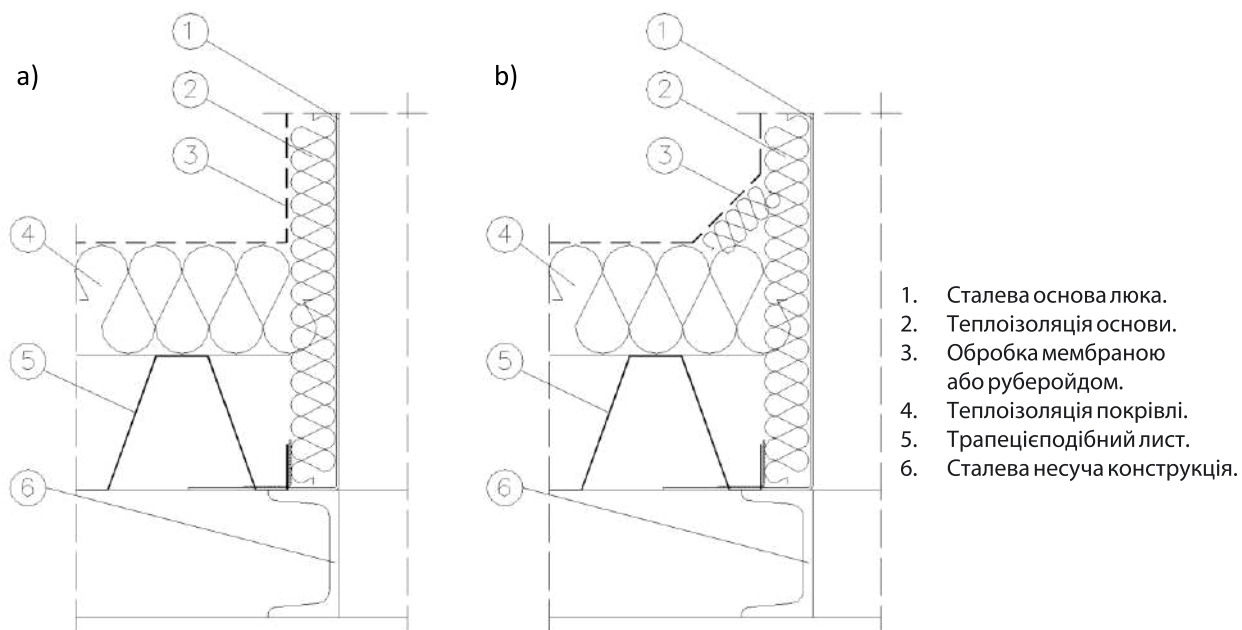 a)
1
2
3
4
5
6
b)
1
2
3
4
5
6
1. Сталева основа люка.
2. Теплоізоляція основи.
3. Обробка мембраною
або руберойдом.
4. Теплоізоляція покрівлі.
5. Трапецієподібний лист.
6. Сталева несуча конструкція.